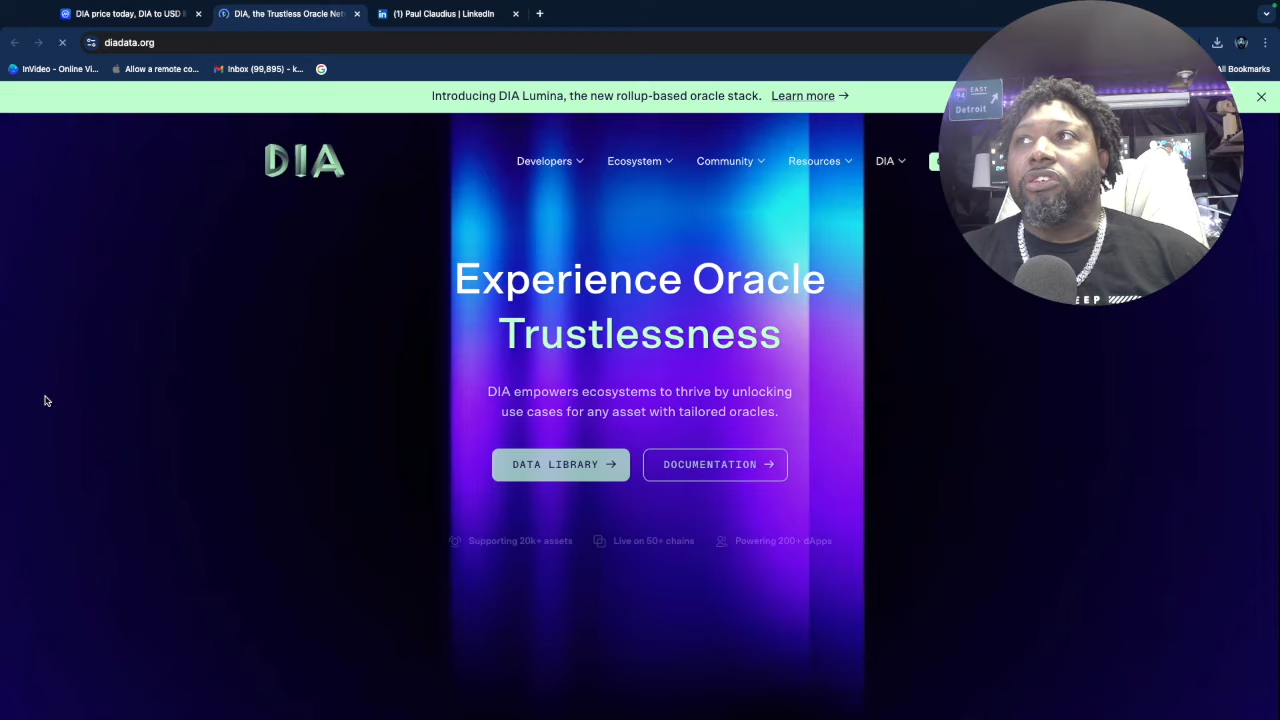 DIA price today, DIA to USD
DIA, the Trustless Oracle Net
(1) Paul Claudius | LinkedIn
diadata.org
InVideo - Online Vi...
Allow a remote co...
Inbox (99,895) – k...
All Bookmarks
Introducing DIA Lumina, the new rollup-based oracle stack. Learn more →
DIA
Developers
Ecosystem
Community
Resources
DIA
94 EAST
Detroit
Experience Oracle
Trustlessness
DIA empowers ecosystems to thrive by unlocking
use cases for any asset with tailored oracles.
DATA LIBRARY →
DOCUMENTATION →
Supporting 20k+ assets
Live on 50+ chains
Powering 200+ dApps